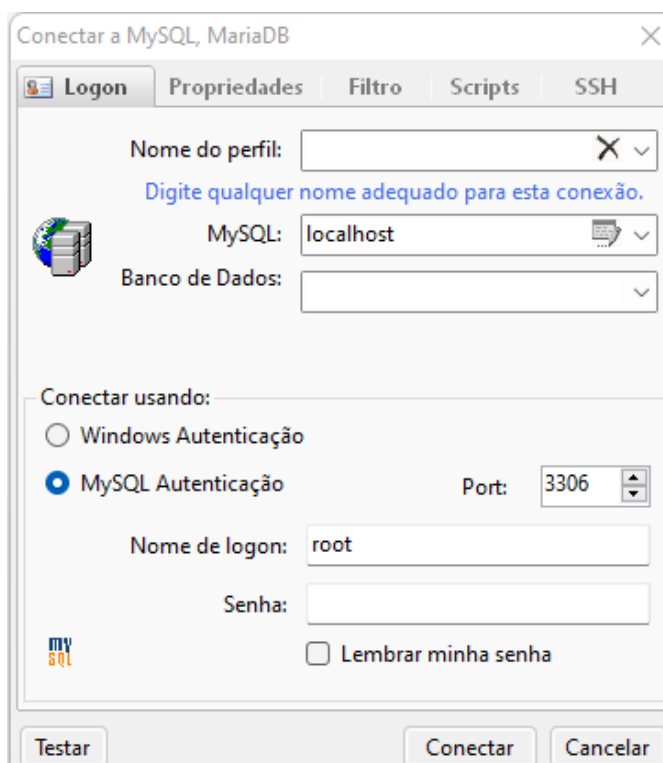 Conectar a MySQL, MariaDB
Logon Propriedades Filtro Scripts SSH
Nome do perfil:
Digite qualquer nome adequado para esta conexão.
MySQL: localhost
Banco de Dados:
Conectar usando:
Windows Autenticação
MySQL Autenticação Port: 3306
Nome de logon: root
Senha:
MY
SQL
Lembrar minha senha
Testar Conectar Cancelar